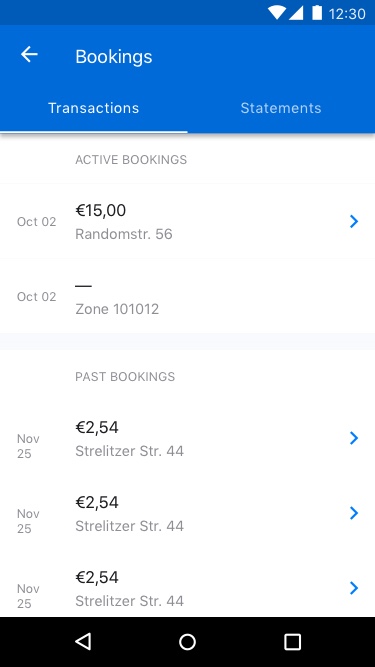 12:30
Bookings
Transactions Statements
ACTIVE BOOKINGS
€15,00
Oct 02
Randomstr. 56
—
Oct 02
Zone 101012
PAST BOOKINGS
€2,54
Nov 25
Strelitzer Str. 44
€2,54
Nov 25
Strelitzer Str. 44
€2,54
Nov 25
Strelitzer Str. 44